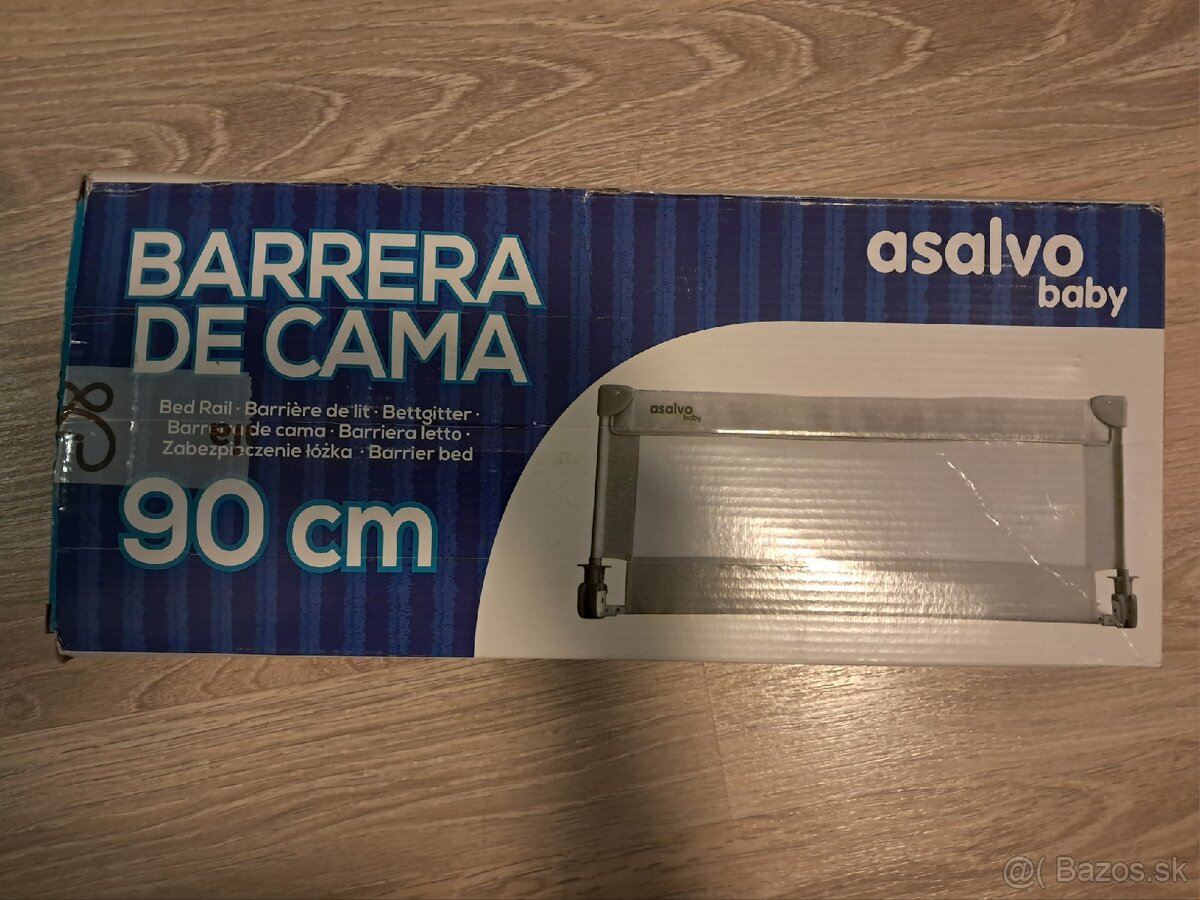 BARRERA
DE CAMA
Bed Rail · Barrière de lit · Bettgitter ·
Barrera de cama · Barriera letto ·
Zabezpieczenie łóżka · Barrier bed
90 cm
asalvo
baby
asalvo
baby
@( Bazos.sk